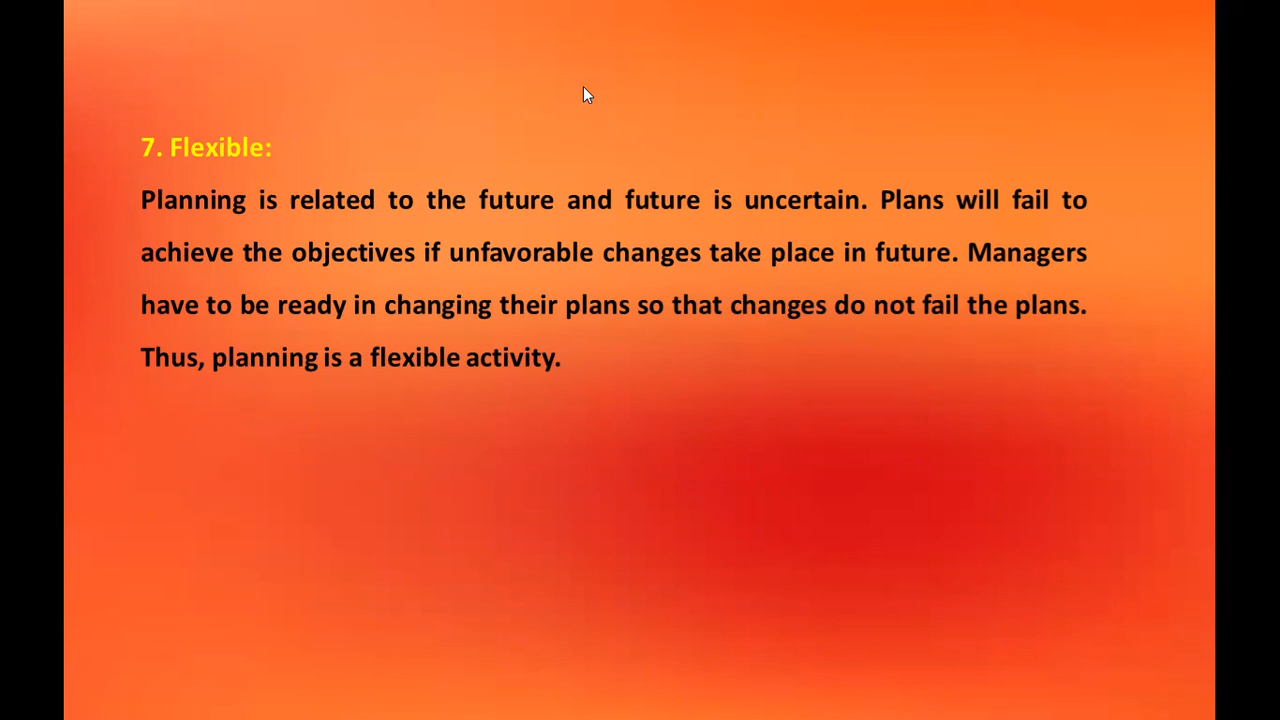 7. Flexible:
Planning is related to the future and future is uncertain. Plans will fail to
achieve the objectives if unfavorable changes take place in future. Managers
have to be ready in changing their plans so that changes do not fail the plans.
Thus, planning is a flexible activity.